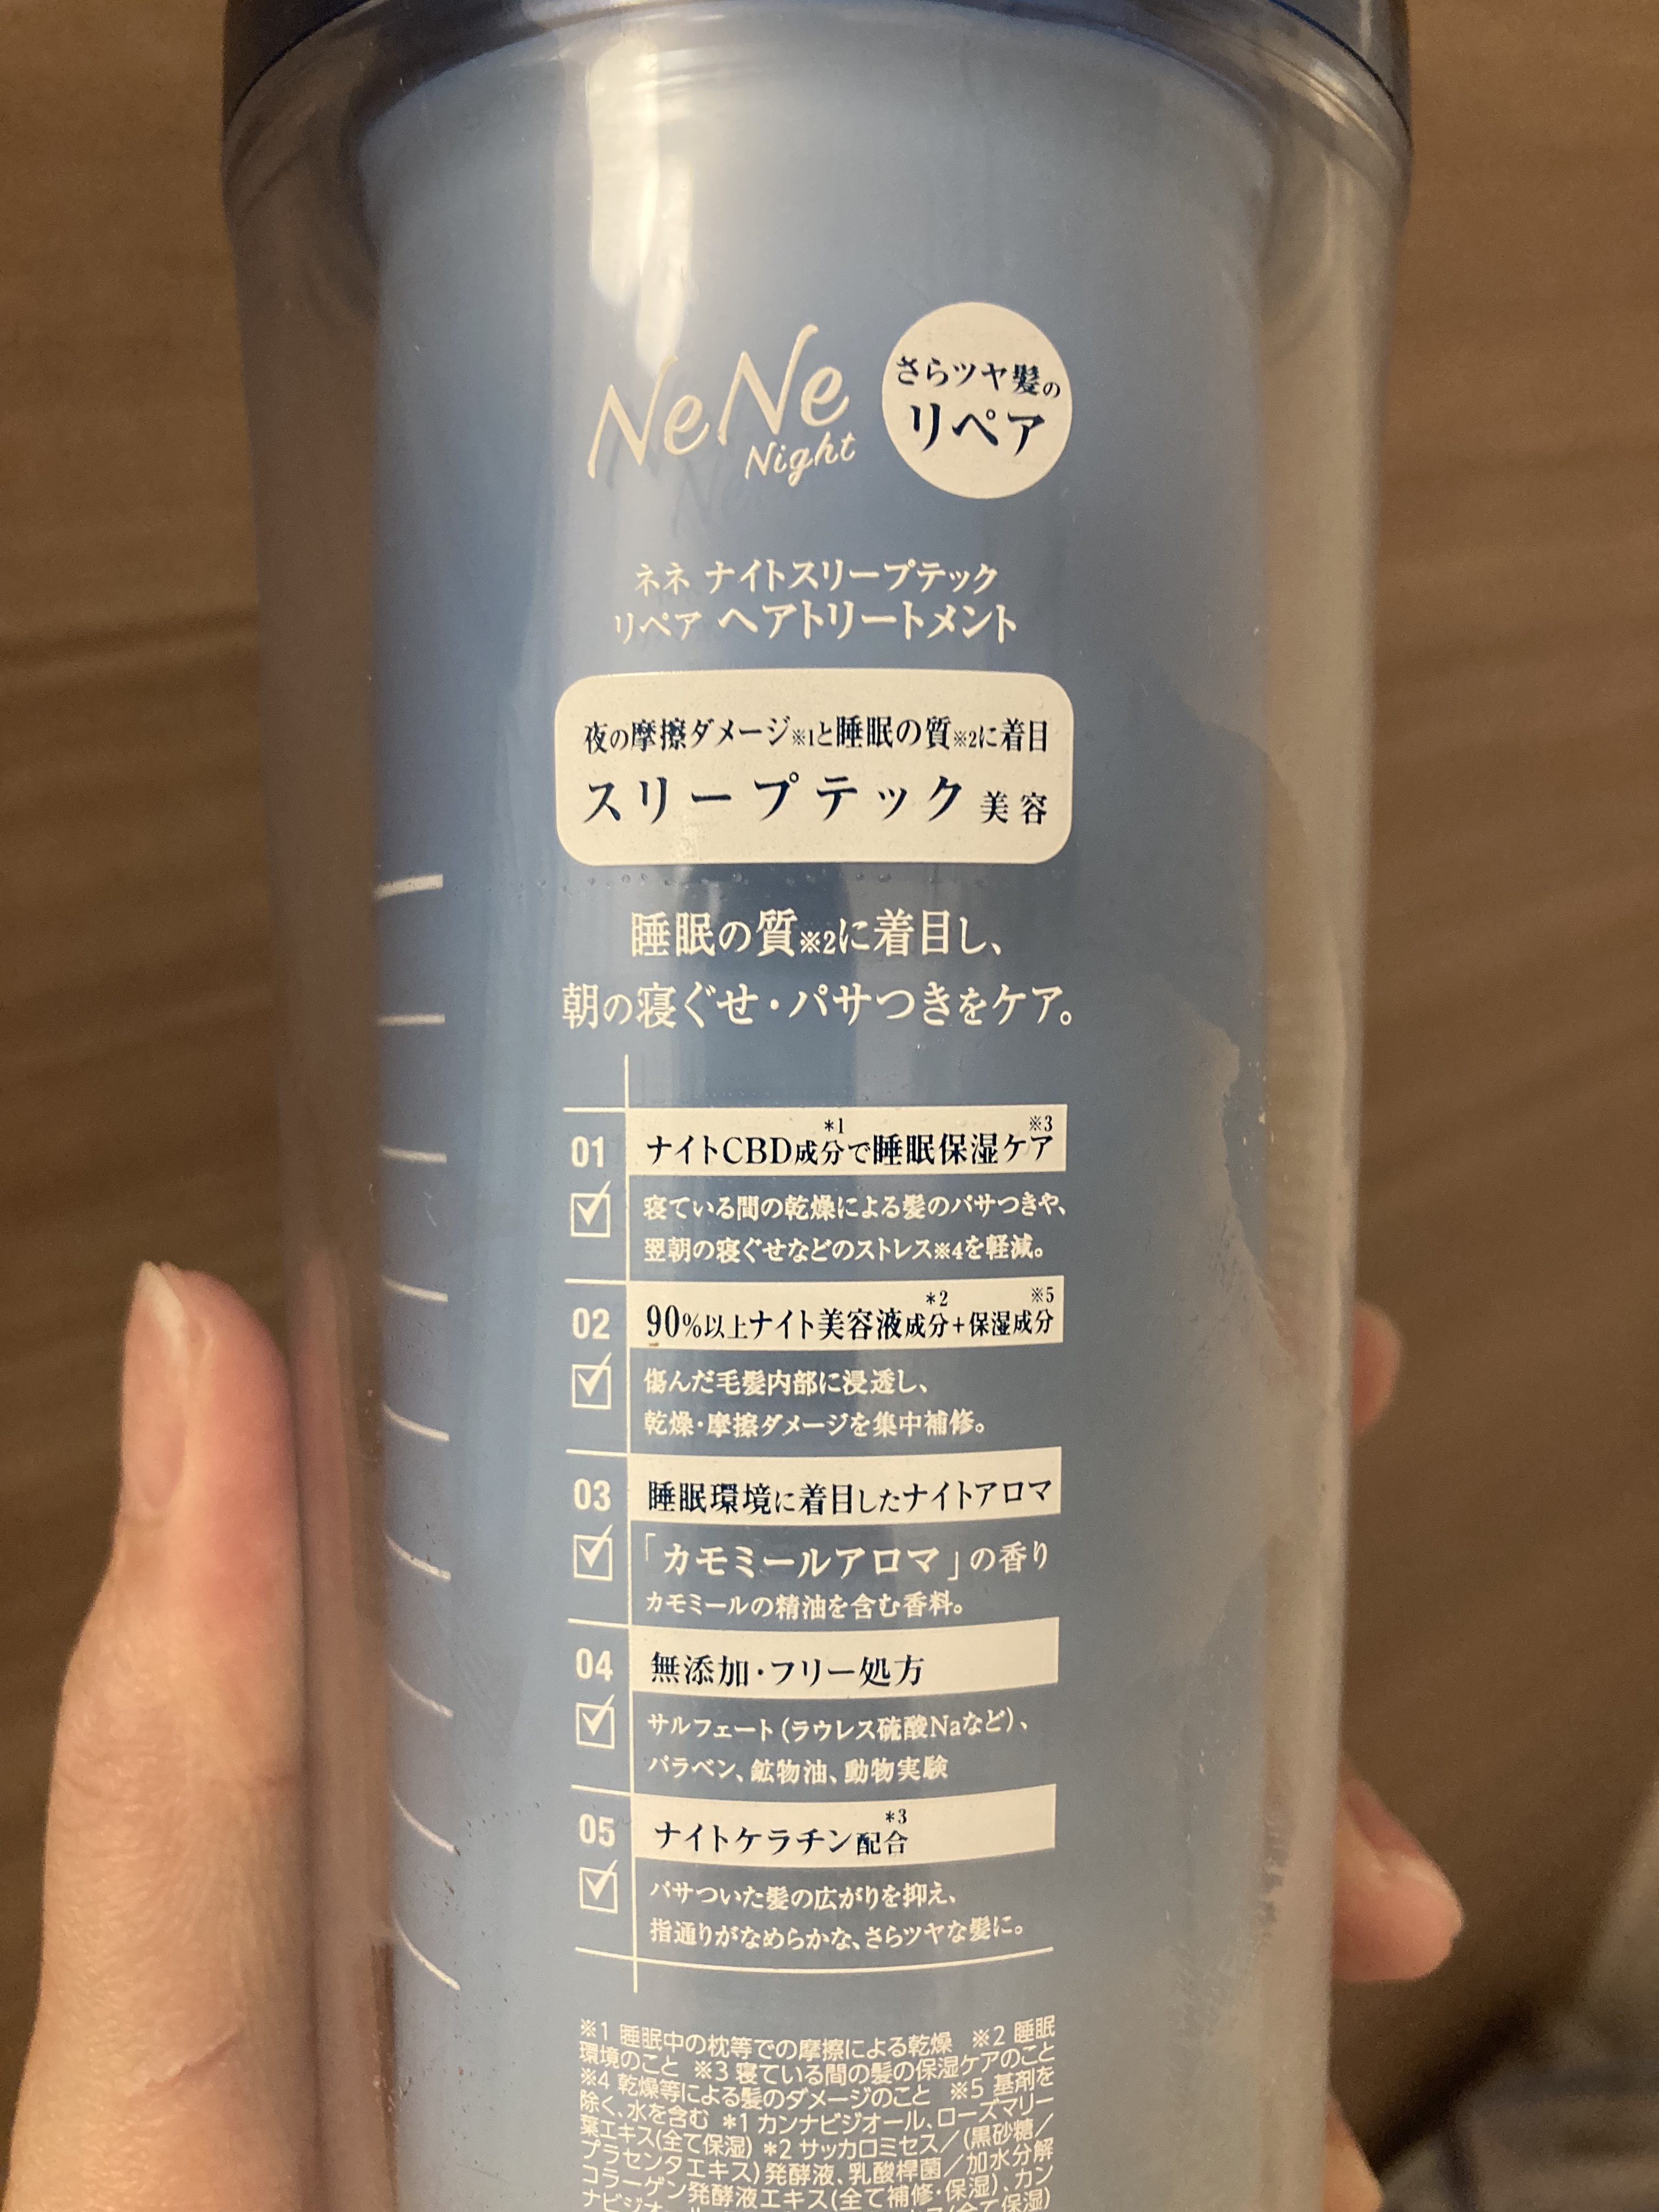 NeNe
Night
さらツヤ髪の
リペア
ネネ ナイトスリープテック
リペア ヘアトリートメント
夜の摩擦ダメージ※1と睡眠の質※2に着目
スリープテック美容
睡眠の質※2に着目し、
朝の寝ぐせ・パサつきをケア。
01
ナイトCBD成分*1で睡眠保湿ケア※3
寝ている間の乾燥による髪のパサつきや、
翌朝の寝ぐせなどのストレス※4を軽減。
02
90%以上ナイト美容液成分*2+保湿成分※5
傷んだ毛髪内部に浸透し、
乾燥・摩擦ダメージを集中補修。
03
睡眠環境に着目したナイトアロマ
「カモミールアロマ」の香り
カモミールの精油を含む香料。
04
無添加・フリー処方
サルフェート(ラウレス硫酸Naなど)、
パラベン、鉱物油、動物実験
05
ナイトケラチン*3配合
パサついた髪の広がりを抑え、
指通りがなめらかな、さらツヤな髪に。
※1 睡眠中の枕等での摩擦による乾燥 ※2 睡眠
環境のこと ※3 寝ている間の髪の保湿ケアのこと
※4 乾燥等による髪のダメージのこと ※5 基剤を
除く、水を含む *1 カンナビジオール、ローズマリー
葉エキス(全て保湿) *2 サッカロミセス/(黒砂糖/
プラセンタエキス)発酵液、乳酸桿菌/加水分解
コラーゲン発酵液エキス(全て補修・保湿)、カン
ナビジオール
(全て保湿)